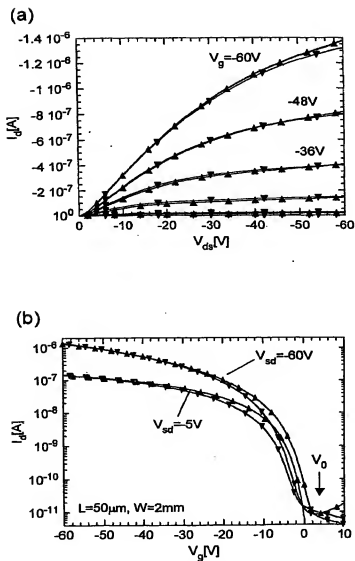 (a)
-1.4 10⁻⁶
-1.2 10⁻⁶
-1 10⁻⁶
-8 10⁻⁷
-6 10⁻⁷
-4 10⁻⁷
-2 10⁻⁷
10⁰
I_d[A]
V_g=-60V
-48V
-36V
0 -10 -20 -30 -40 -50 -60
V_ds[V]
(b)
10⁻⁶
10⁻⁷
10⁻⁸
10⁻⁹
10⁻¹⁰
10⁻¹¹
I_d[A]
V_sd=-60V
V_sd=-5V
V_0
L=50μm, W=2mm
-60 -50 -40 -30 -20 -10 0 10
V_g[V]